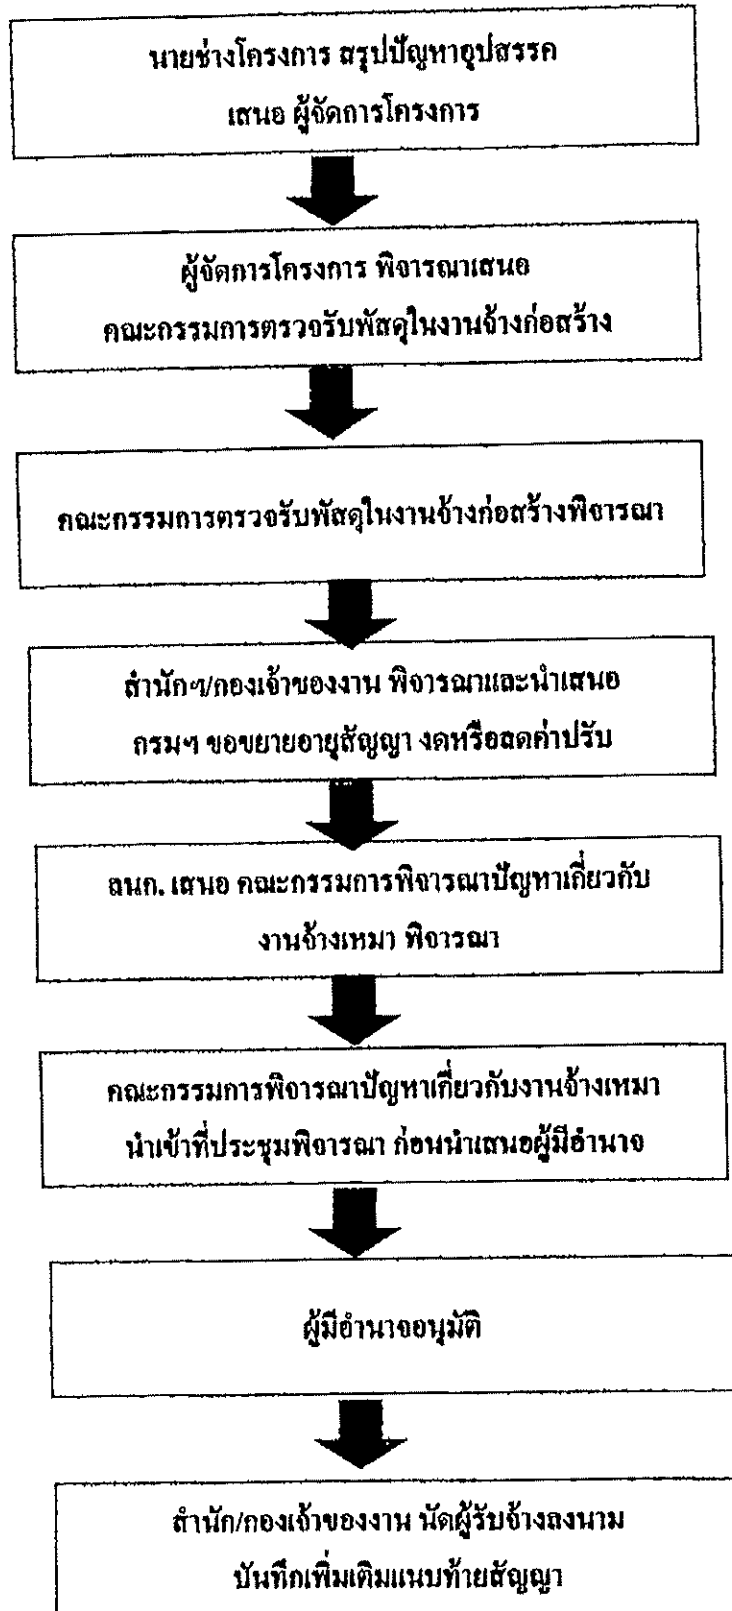 นายช่างโครงการ สรุปปัญหาอุปสรรค
เสนอ ผู้จัดการโครงการ
ผู้จัดการโครงการ พิจารณาเสนอ
คณะกรรมการตรวจรับพัสดุในงานจ้างก่อสร้าง
คณะกรรมการตรวจรับพัสดุในงานจ้างก่อสร้างพิจารณา
สำนักฯ/กองเจ้าของงาน พิจารณาและนำเสนอ
กรมฯ ขอขยายอายุสัญญา งดหรือลดค่าปรับ
สนก. เสนอ คณะกรรมการพิจารณาปัญหาเกี่ยวกับ
งานจ้างเหมา พิจารณา
คณะกรรมการพิจารณาปัญหาเกี่ยวกับงานจ้างเหมา
นำเข้าที่ประชุมพิจารณา ก่อนนำเสนอผู้มีอำนาจ
ผู้มีอำนาจอนุมัติ
สำนัก/กองเจ้าของงาน นัดผู้รับจ้างลงนาม
บันทึกเพิ่มเติมแนบท้ายสัญญา